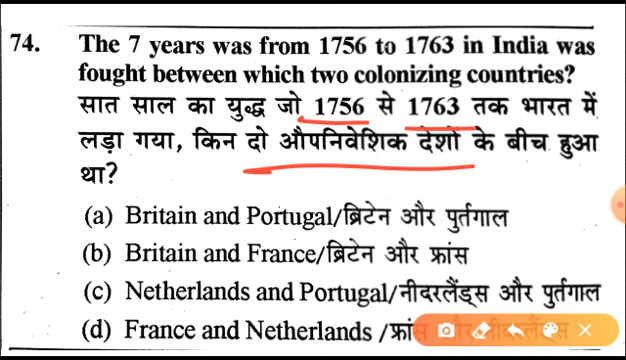 74. The 7 years was from 1756 to 1763 in India was
fought between which two colonizing countries?
सात साल का युद्ध जो 1756 से 1763 तक भारत में
लड़ा गया, किन दो औपनिवेशिक देशों के बीच हुआ
था?
(a) Britain and Portugal/ब्रिटेन और पुर्तगाल
(b) Britain and France/ब्रिटेन और फ्रांस
(c) Netherlands and Portugal/नीदरलैंड्स और पुर्तगाल
(d) France and Netherlands /फ्रांस और नीदरलैंड्स